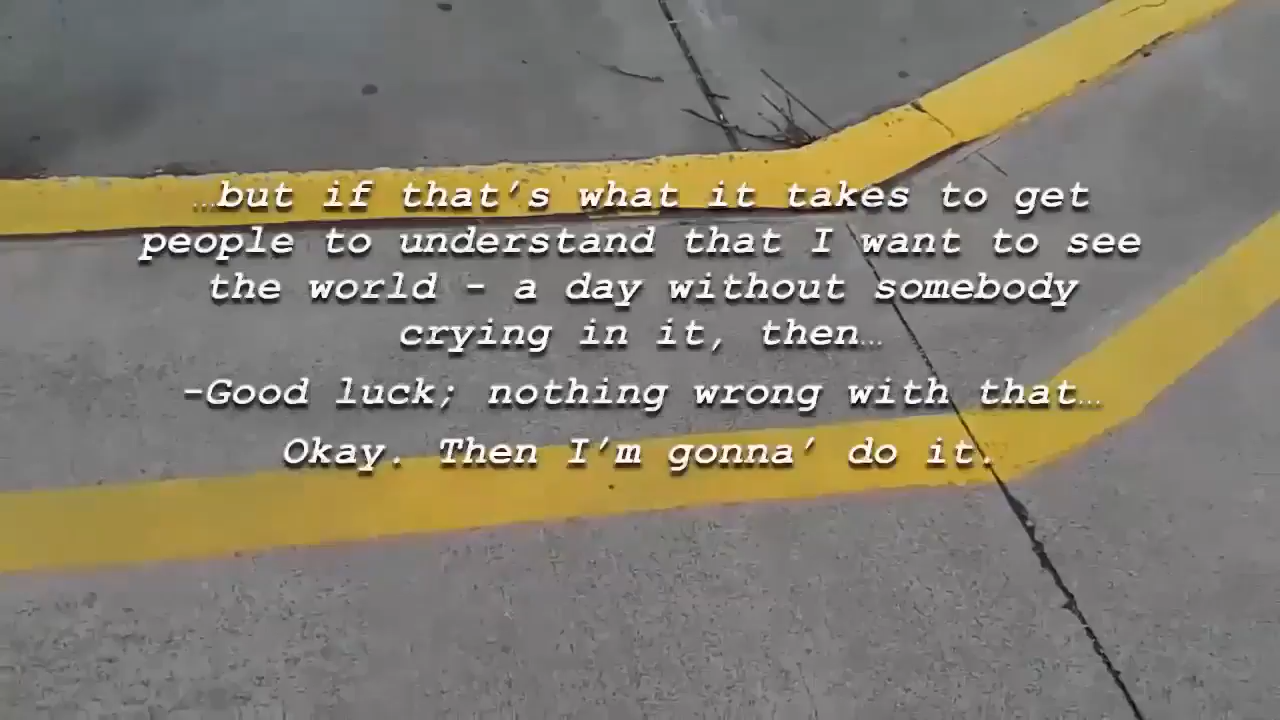 …but if that's what it takes to get
people to understand that I want to see
the world - a day without somebody
crying in it, then…
-Good luck; nothing wrong with that…
Okay. Then I'm gonna' do it.